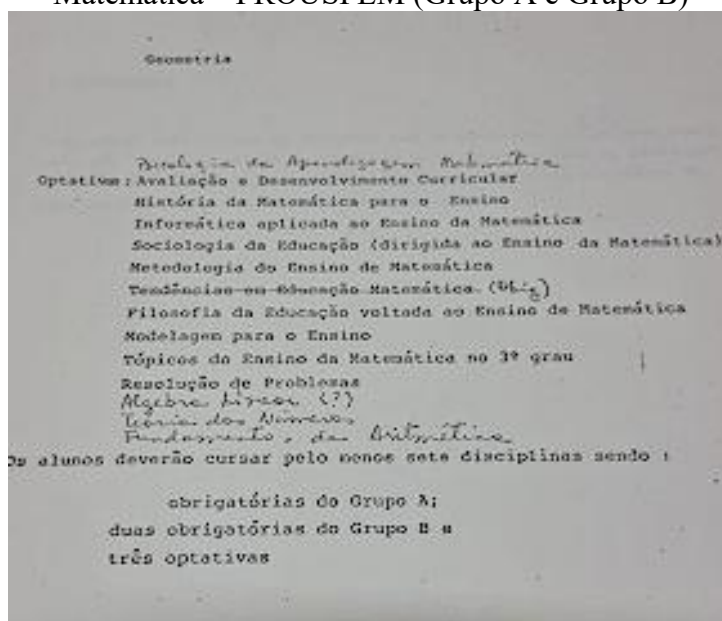 Matemática – PROUSPEM (Grupo A e Grupo B)
Geometria
Psicologia da Aprendizagem Matemática
Optativas: Avaliação e Desenvolvimento Curricular
História da Matemática para o Ensino
Informática aplicada ao Ensino da Matemática
Sociologia da Educação (dirigida ao Ensino da Matemática)
Metodologia do Ensino de Matemática
Tendências em Educação Matemática (Obrig)
Filosofia da Educação voltada ao Ensino de Matemática
Modelagem para o Ensino
Tópicos do Ensino da Matemática no 3º grau
Resolução de Problemas
Algebra Linear (?)
Teoria dos Números
Fundamentos da Aritmética
Os alunos deverão cursar pelo menos sete disciplinas sendo :
obrigatórias do Grupo A;
duas obrigatórias do Grupo B e
três optativas